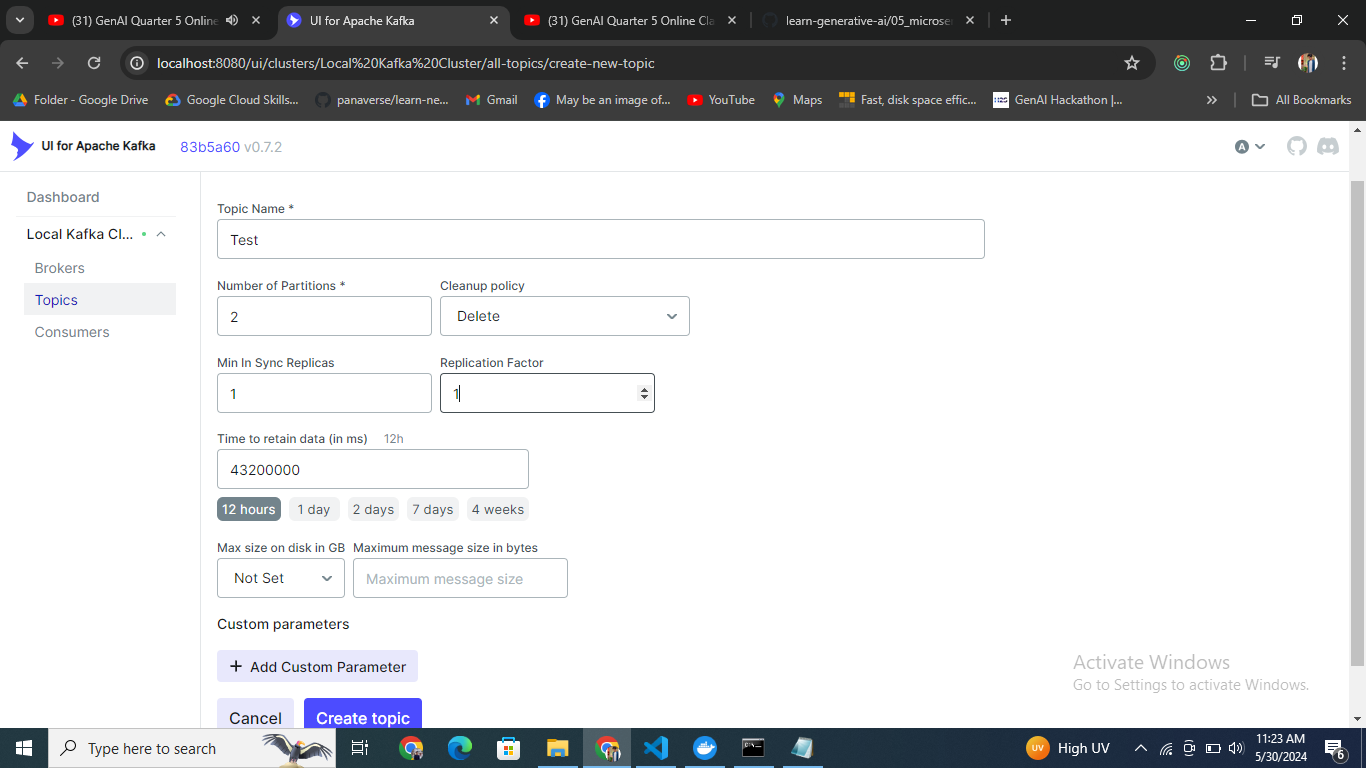 (31) GenAI Quarter 5 Online
UI for Apache Kafka
(31) GenAI Quarter 5 Online Cla
learn-generative-ai/05_microser
localhost:8080/ui/clusters/Local%20Kafka%20Cluster/all-topics/create-new-topic
Folder - Google Drive
Google Cloud Skills...
panaverse/learn-ne...
Gmail
May be an image of...
YouTube
Maps
Fast, disk space effic...
GenAI Hackathon |...
All Bookmarks
UI for Apache Kafka
83b5a60 v0.7.2
A
Dashboard
Local Kafka Cl...
Brokers
Topics
Consumers
Topic Name *
Test
Number of Partitions *
Cleanup policy
2
Delete
Min In Sync Replicas
Replication Factor
1
1
Time to retain data (in ms) 12h
43200000
12 hours
1 day
2 days
7 days
4 weeks
Max size on disk in GB
Maximum message size in bytes
Not Set
Maximum message size
Custom parameters
+ Add Custom Parameter
Cancel
Create topic
Activate Windows
Go to Settings to activate Windows.
Type here to search
UV
High UV
11:23 AM
5/30/2024
6